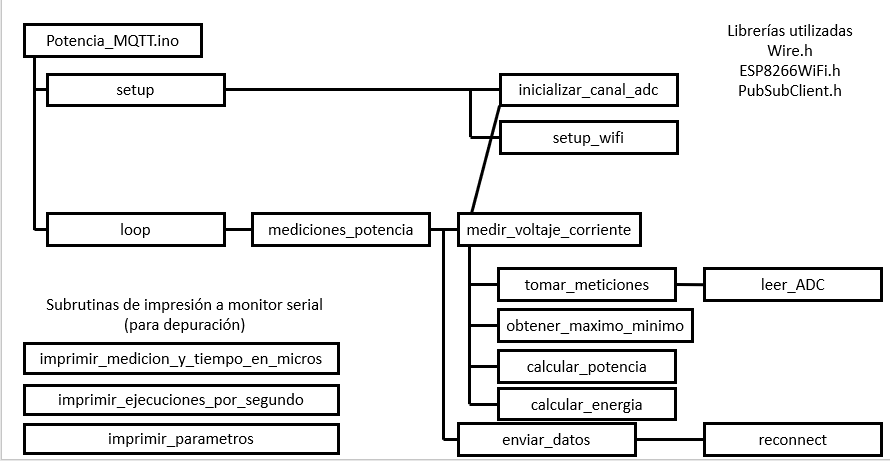 Potencia_MQTT.ino
Librerías utilizadas
Wire.h
ESP8266WiFi.h
PubSubClient.h
setup
inicializar_canal_adc
setup_wifi
loop
mediciones_potencia
medir_voltaje_corriente
tomar_meticiones
leer_ADC
obtener_maximo_minimo
calcular_potencia
calcular_energia
enviar_datos
reconnect
Subrutinas de impresión a monitor serial
(para depuración)
imprimir_medicion_y_tiempo_en_micros
imprimir_ejecuciones_por_segundo
imprimir_parametros